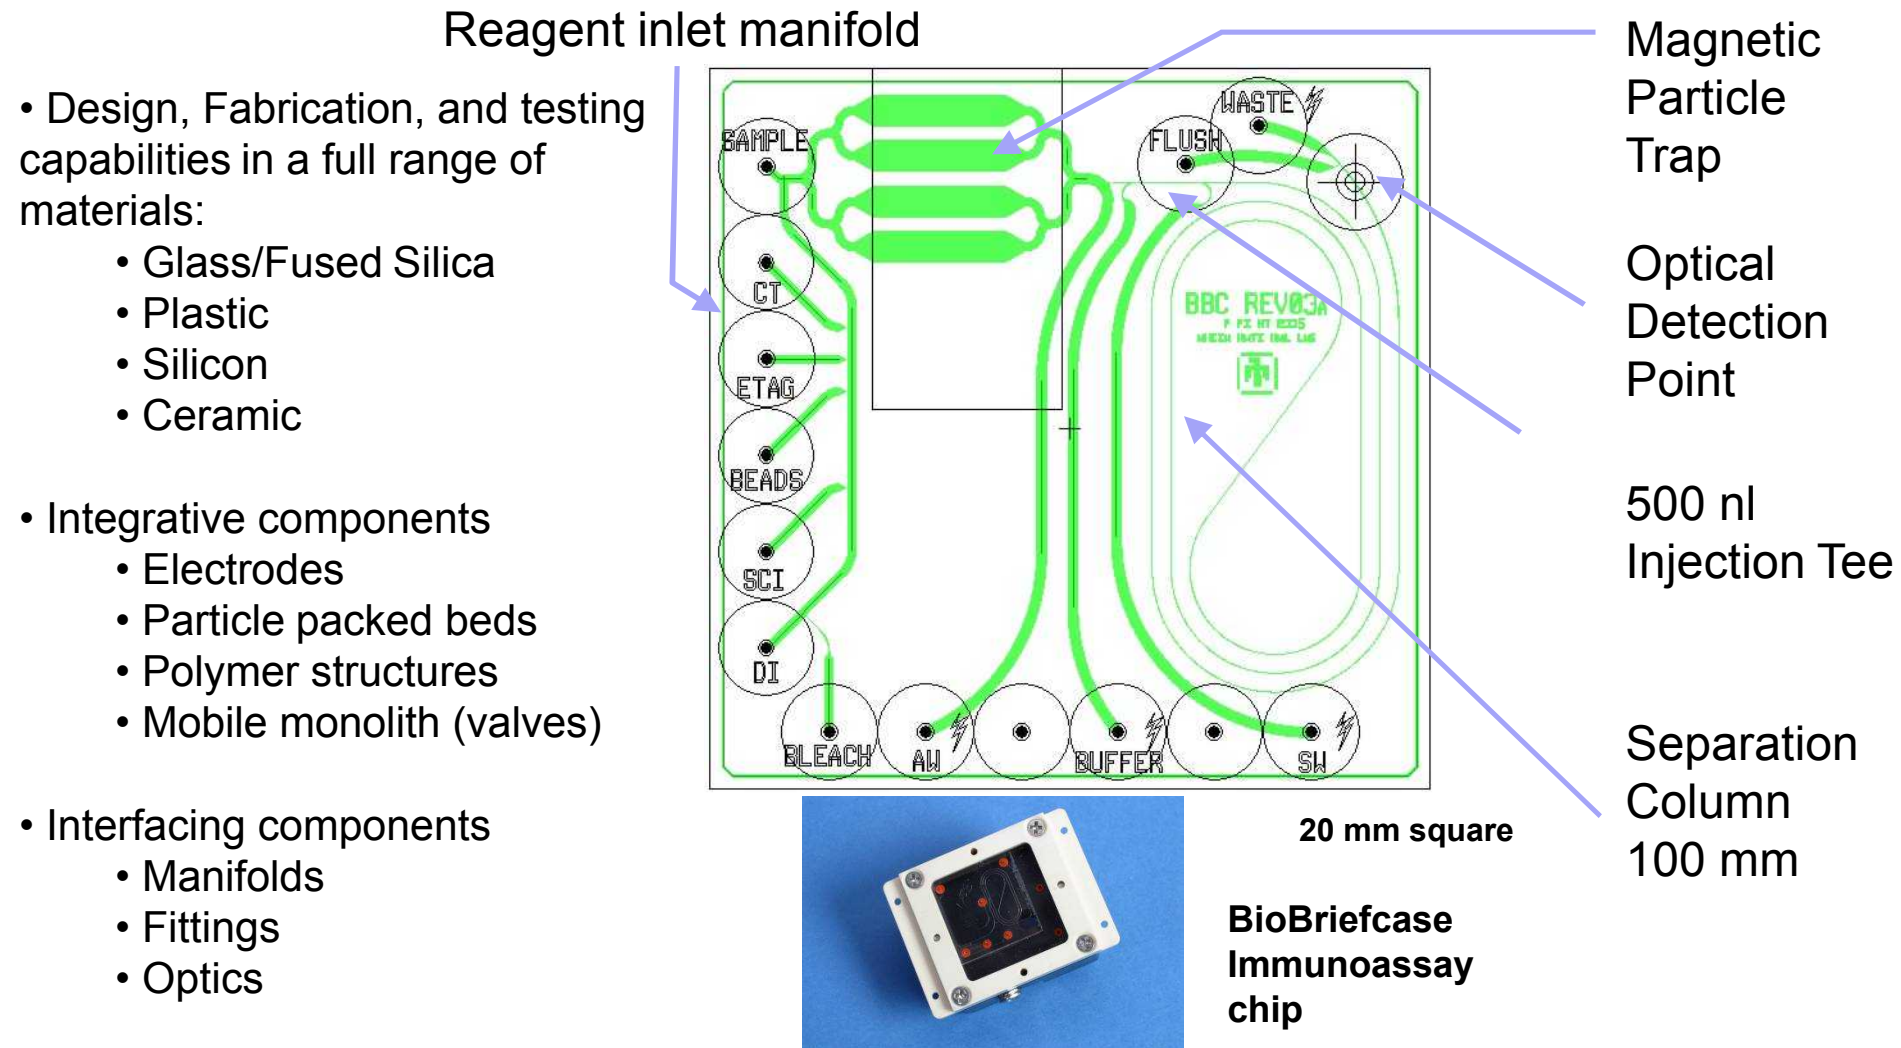 Reagent inlet manifold
• Design, Fabrication, and testing
capabilities in a full range of
materials:
• Glass/Fused Silica
• Plastic
• Silicon
• Ceramic
• Integrative components
• Electrodes
• Particle packed beds
• Polymer structures
• Mobile monolith (valves)
• Interfacing components
• Manifolds
• Fittings
• Optics
SAMPLE
CT
ETAG
BEADS
SCI
DI
BLEACH
AW
BUFFER
SW
WASTE
FLUSH
BBC REV03A
Magnetic
Particle
Trap
Optical
Detection
Point
500 nl
Injection Tee
Separation
Column
100 mm
20 mm square
BioBriefcase
Immunoassay
chip